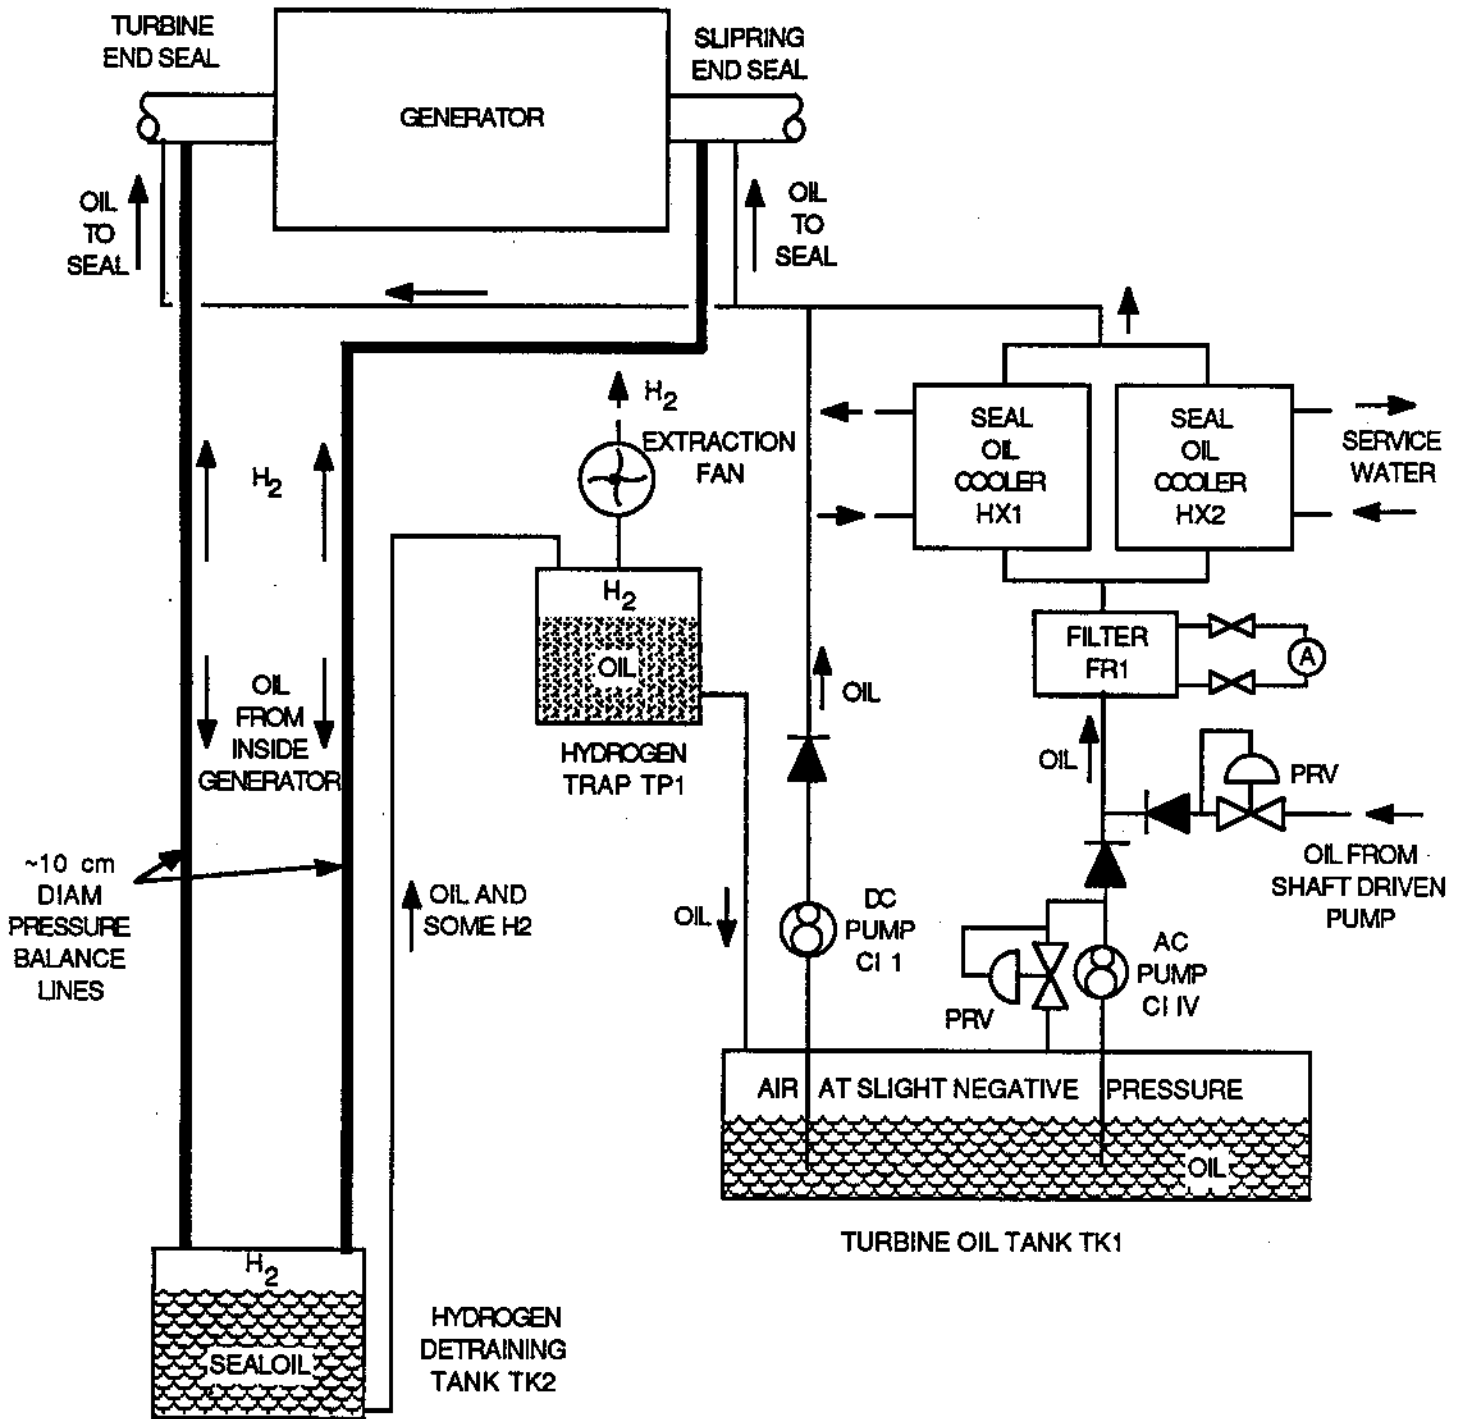 TURBINE
END SEAL
SLIPRING
END SEAL
GENERATOR
OIL
TO
SEAL
OIL
TO
SEAL
H2
EXTRACTION
FAN
SEAL
OIL
COOLER
HX1
SEAL
OIL
COOLER
HX2
SERVICE
WATER
H2
H2
OIL
FILTER
FR1
A
OIL
FROM
INSIDE
GENERATOR
HYDROGEN
TRAP TP1
OIL
OIL
PRV
OIL FROM
SHAFT DRIVEN
PUMP
~10 cm
DIAM
PRESSURE
BALANCE
LINES
OIL AND
SOME H2
OIL
DC
PUMP
CI 1
AC
PUMP
CI IV
PRV
AIR AT SLIGHT NEGATIVE PRESSURE
OIL
TURBINE OIL TANK TK1
H2
SEAL OIL
HYDROGEN
DETRAINING
TANK TK2